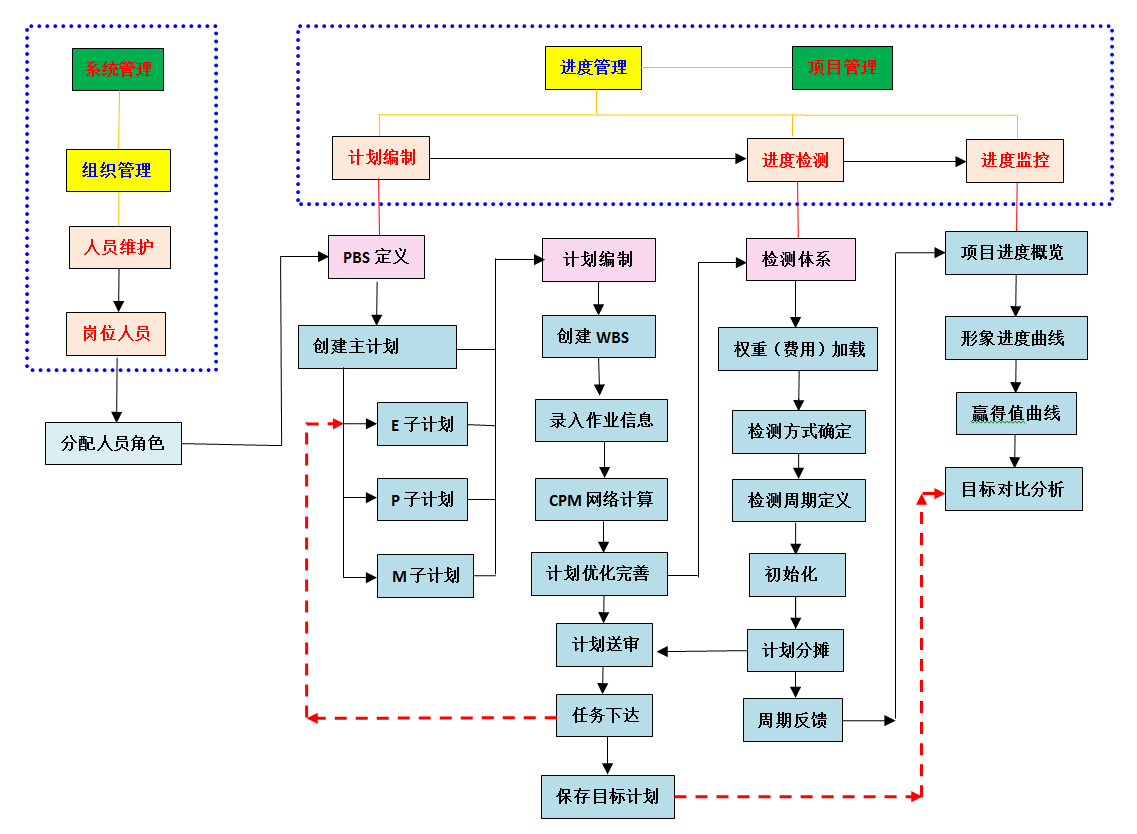 系统管理
组织管理
人员维护
岗位人员
分配人员角色
进度管理
项目管理
计划编制
进度检测
进度监控
PBS 定义
创建主计划
E 子计划
P 子计划
M 子计划
计划编制
创建 WBS
录入作业信息
CPM 网络计算
计划优化完善
计划送审
任务下达
保存目标计划
检测体系
权重（费用）加载
检测方式确定
检测周期定义
初始化
计划分摊
周期反馈
项目进度概览
形象进度曲线
赢得值曲线
目标对比分析